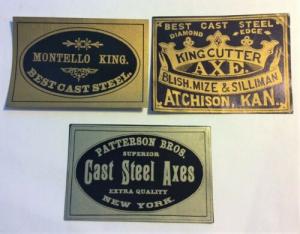 MONTELLO KING.
BEST CAST STEEL.
BEST CAST STEEL
DIAMOND EDGE
KING CUTTER
AXE.
BLISH, MIZE & SILLIMAN
ATCHISON, KAN.
PATTERSON BROS.
SUPERIOR
Cast Steel Axes
EXTRA QUALITY
NEW YORK.